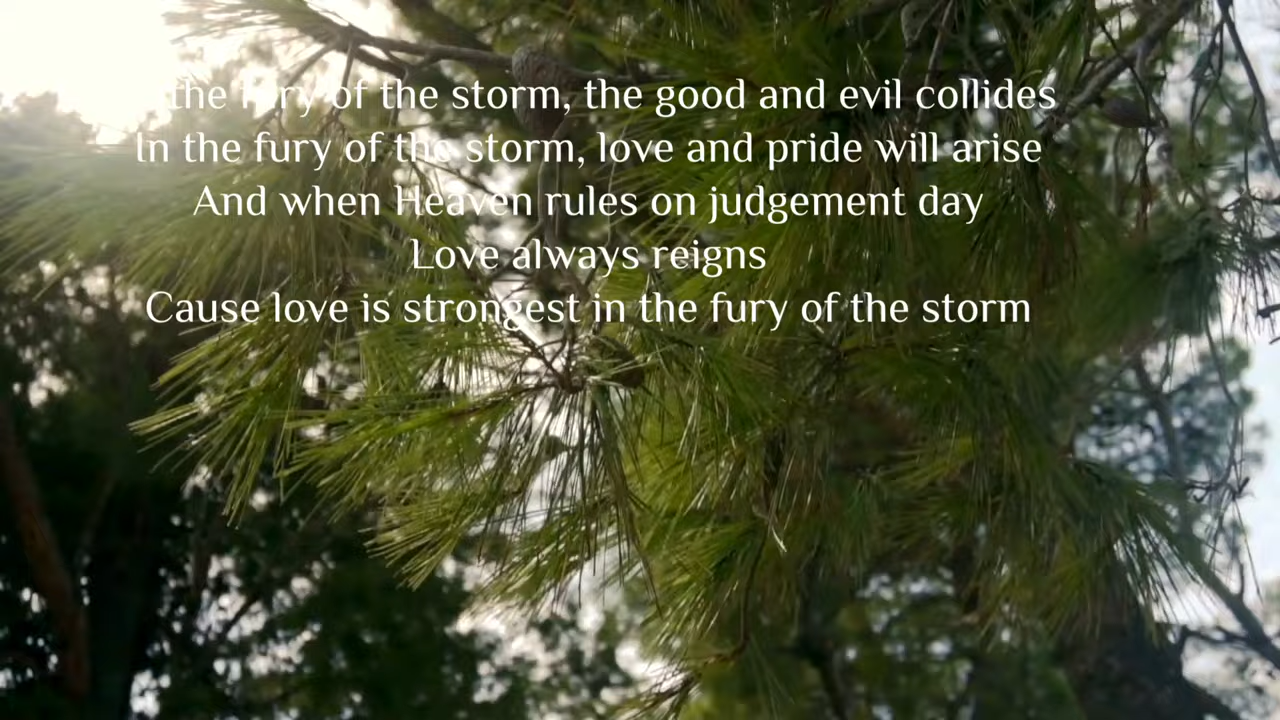 the fury of the storm, the good and evil collides
In the fury of the storm, love and pride will arise
And when Heaven rules on judgement day
Love always reigns
Cause love is strongest in the fury of the storm